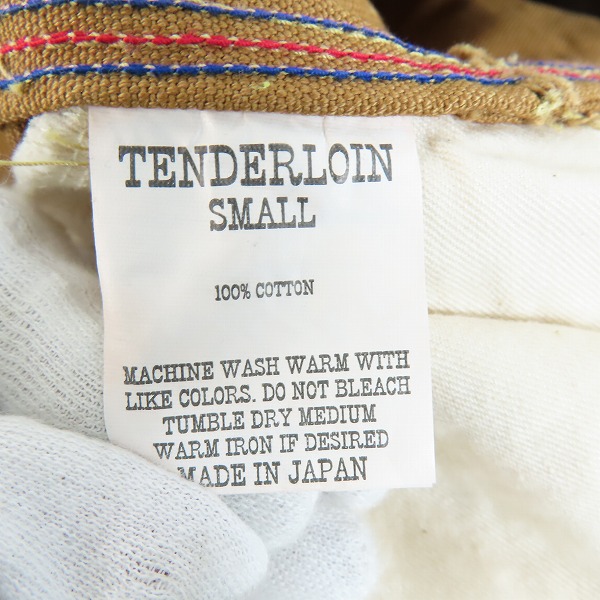 TENDERLOIN
SMALL
100% COTTON
MACHINE WASH WARM WITH
LIKE COLORS. DO NOT BLEACH
TUMBLE DRY MEDIUM
WARM IRON IF DESIRED
MADE IN JAPAN